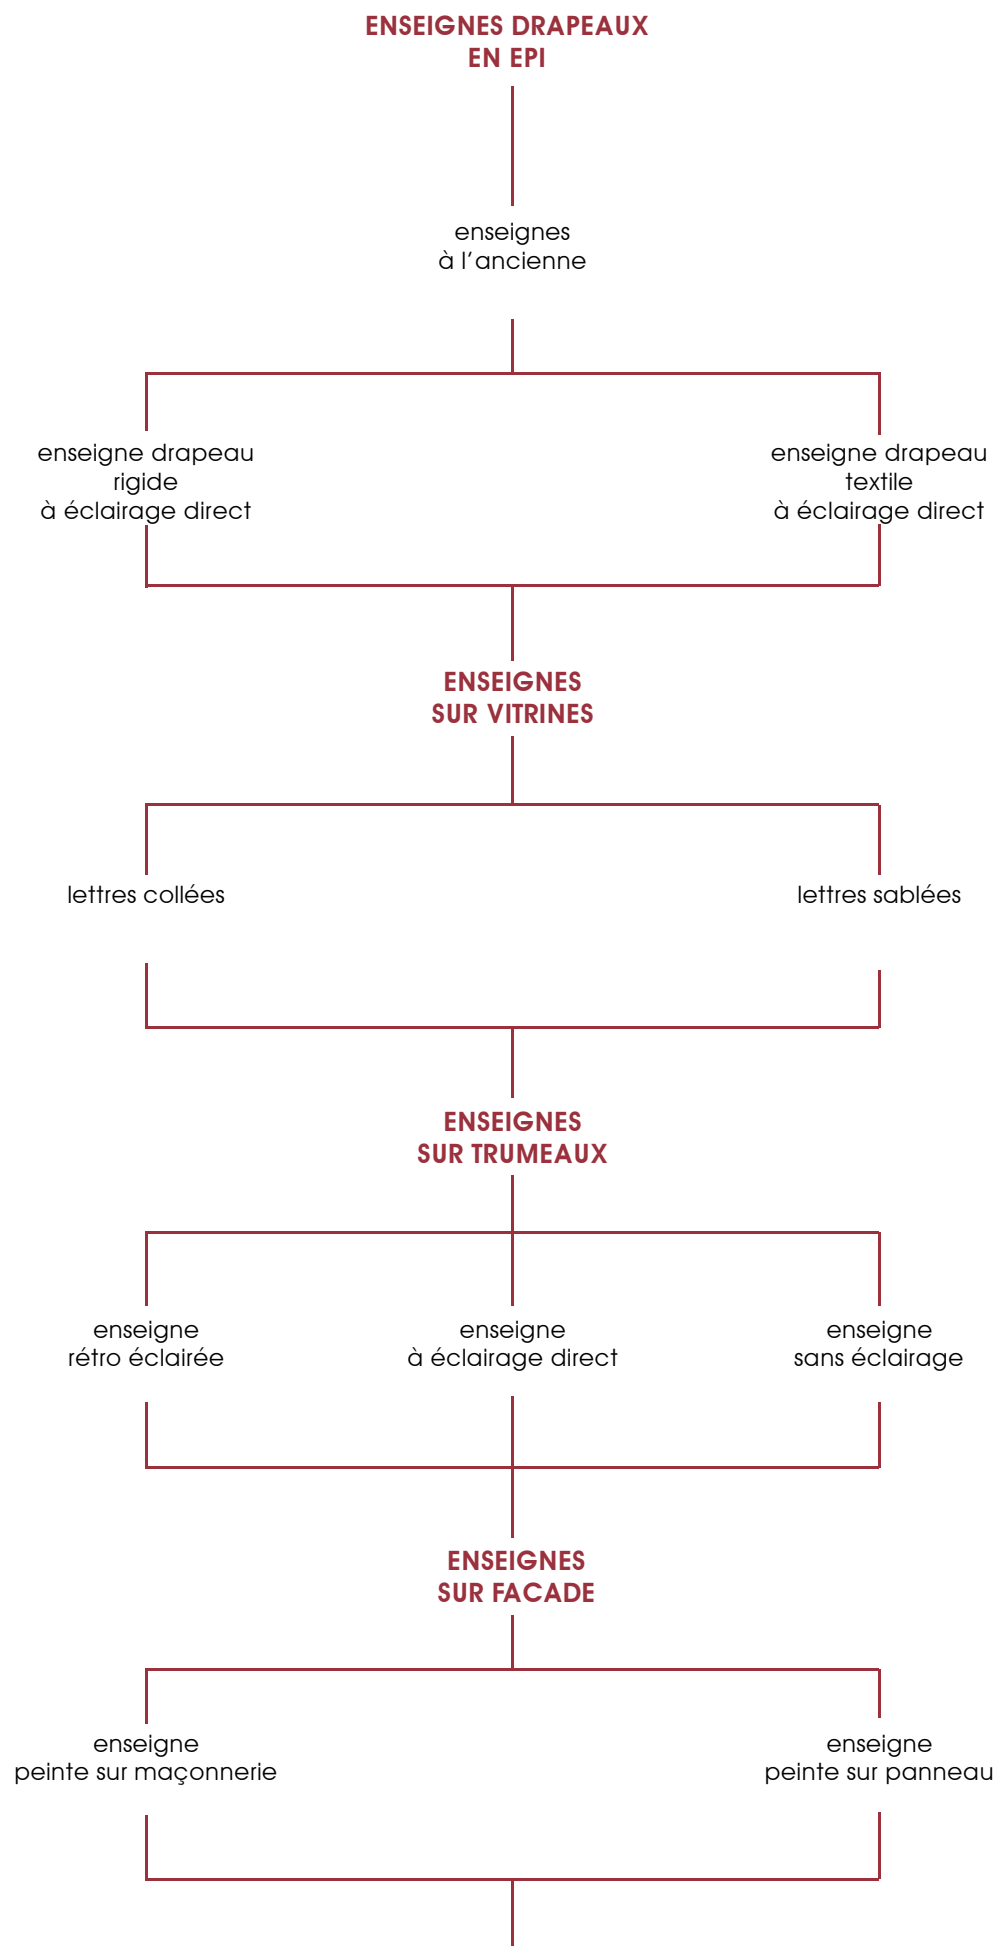 ENSEIGNES DRAPEAUX
EN EPI
enseignes
à l'ancienne
enseigne drapeau
rigide
à éclairage direct
enseigne drapeau
textile
à éclairage direct
ENSEIGNES
SUR VITRINES
lettres collées
lettres sablées
ENSEIGNES
SUR TRUMEAUX
enseigne
rétro éclairée
enseigne
à éclairage direct
enseigne
sans éclairage
ENSEIGNES
SUR FACADE
enseigne
peinte sur maçonnerie
enseigne
peinte sur panneau